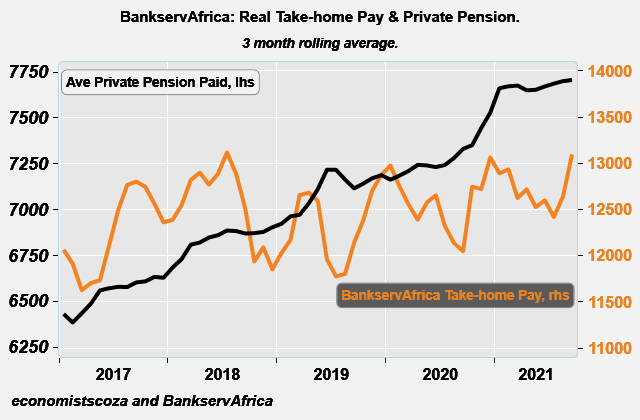 BankservAfrica: Real Take-home Pay & Private Pension.
3 month rolling average.
7750
7500
7250
7000
6750
6500
6250
Ave Private Pension Paid, lhs
BankservAfrica Take-home Pay, rhs
14000
13500
13000
12500
12000
11500
11000
2017 2018 2019 2020 2021
economistscoza and BankservAfrica